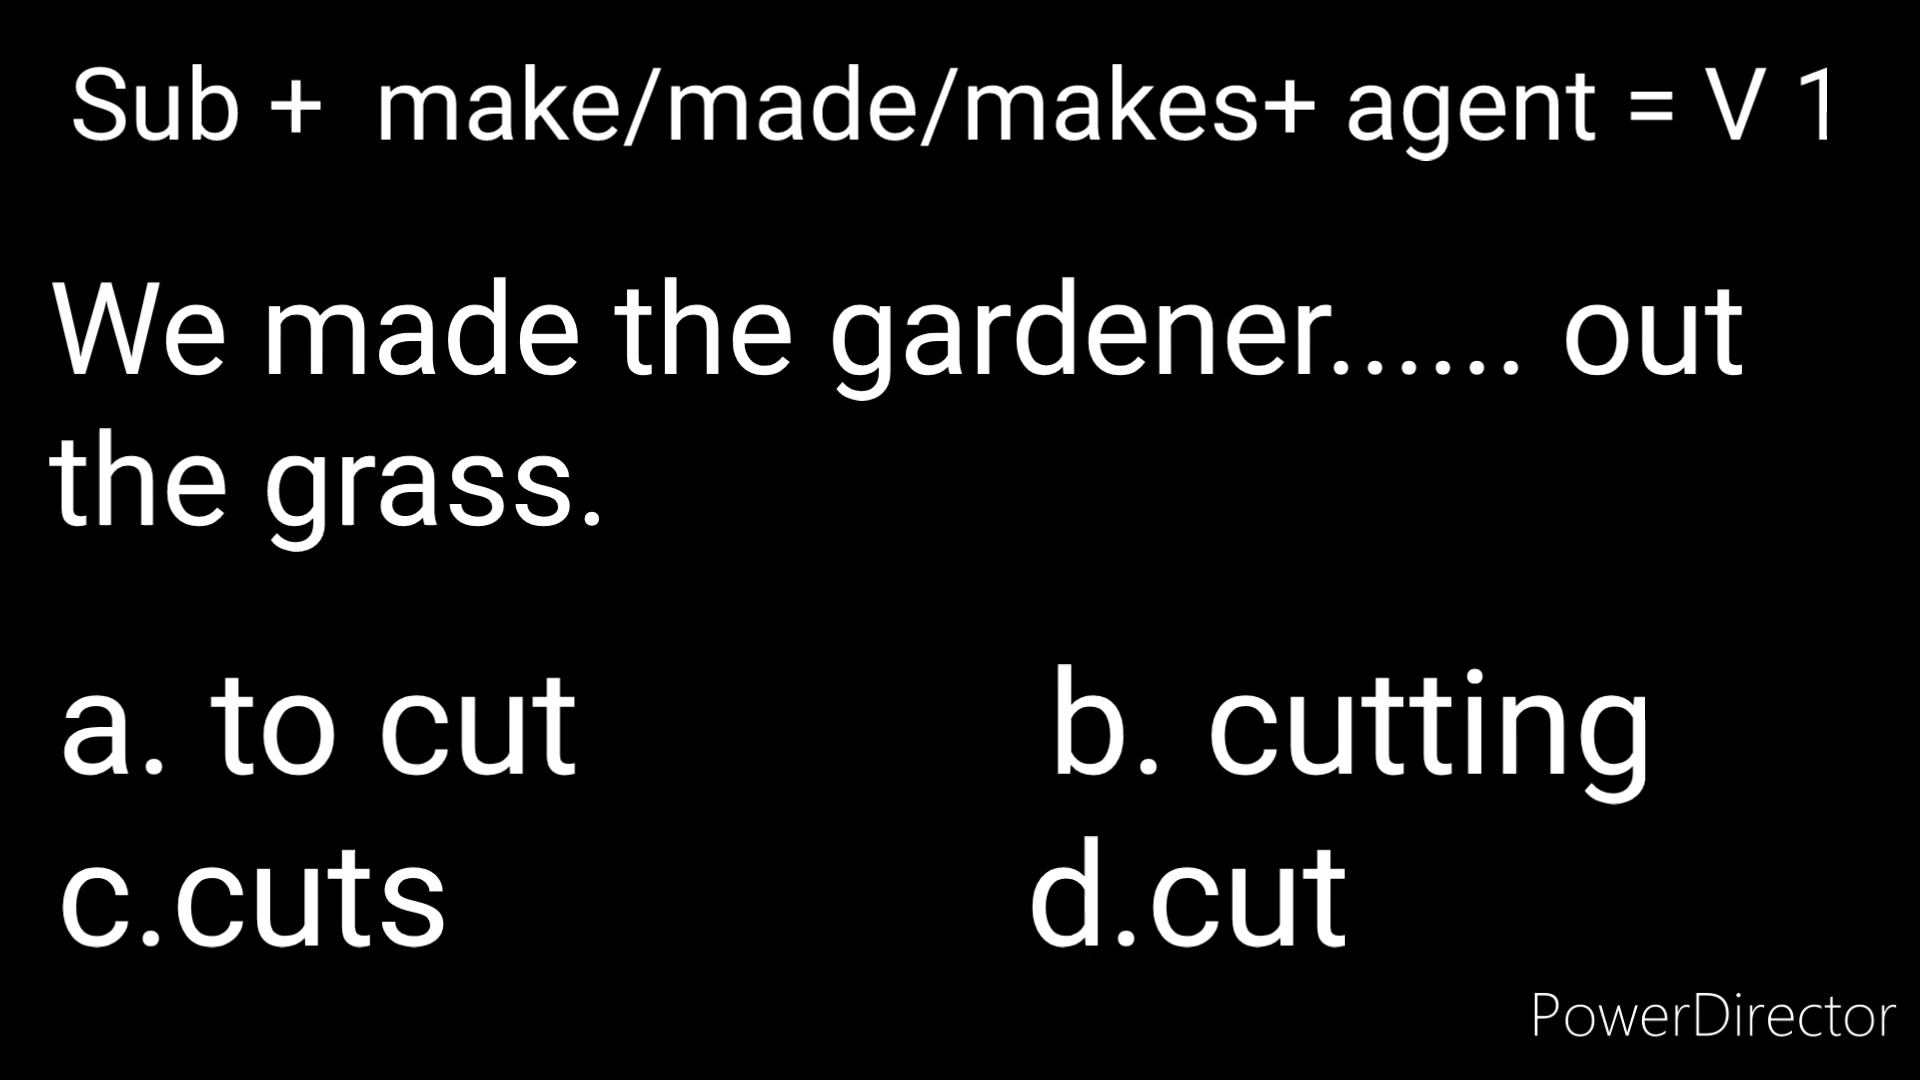 Sub +  make/made/makes+ agent = V 1
We made the gardener...... out
the grass.
a. to cut b. cutting
c.cuts d.cut
PowerDirector